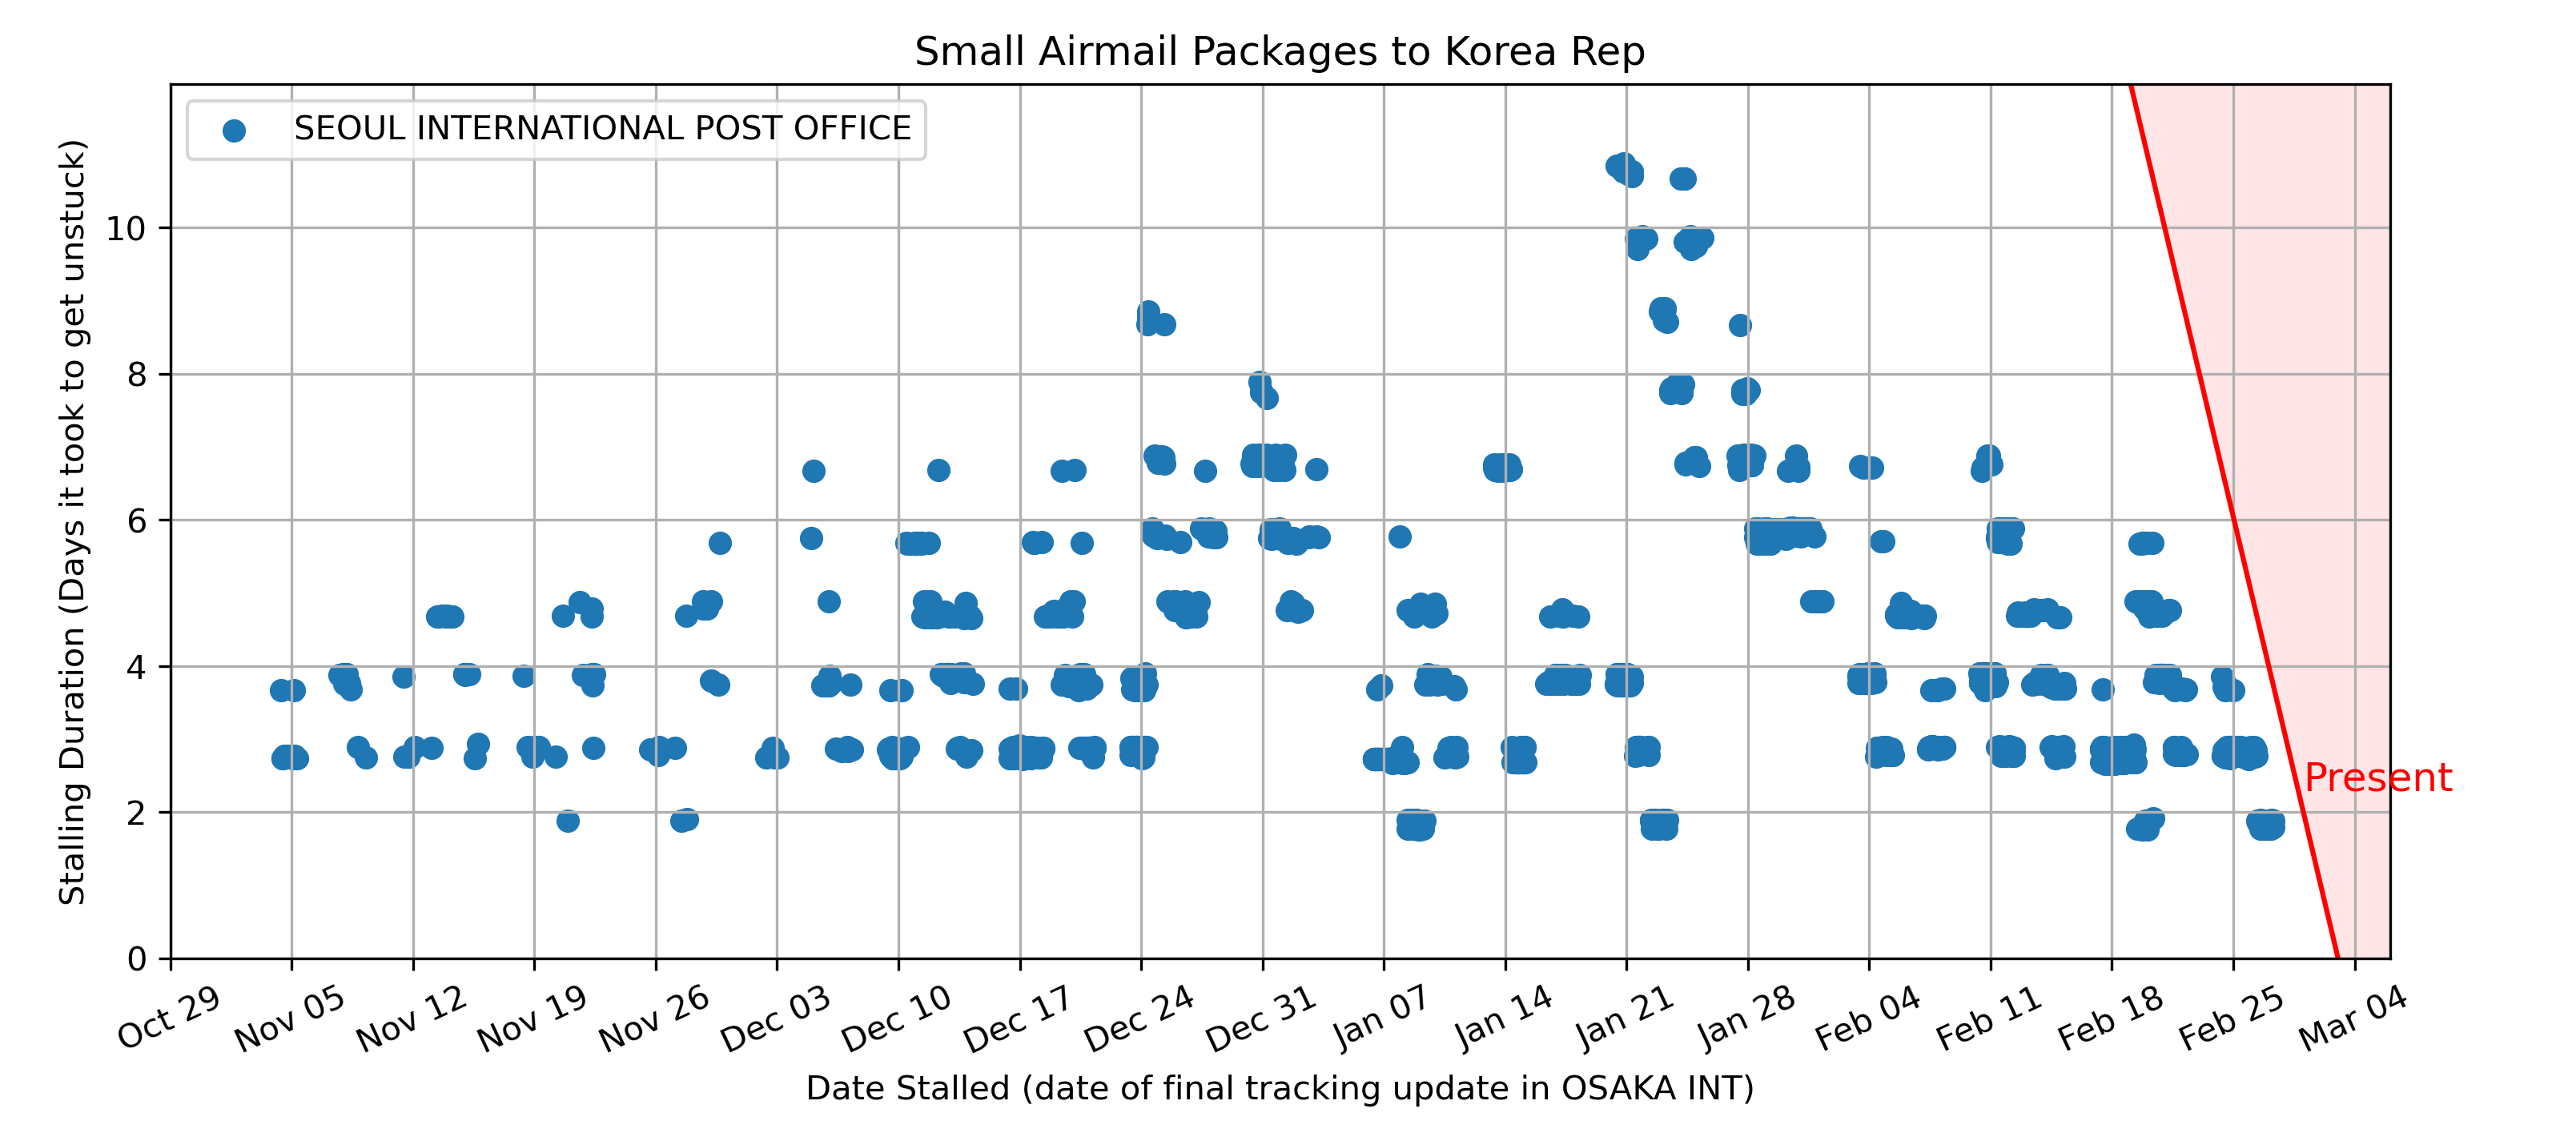 Small Airmail Packages to Korea Rep
SEOUL INTERNATIONAL POST OFFICE
Stalling Duration (Days it took to get unstuck)
10
8
6
4
2
0
Present
Oct 29
Nov 05
Nov 12
Nov 19
Nov 26
Dec 03
Dec 10
Dec 17
Dec 24
Dec 31
Jan 07
Jan 14
Jan 21
Jan 28
Feb 04
Feb 11
Feb 18
Feb 25
Mar 04
Date Stalled (date of final tracking update in OSAKA INT)